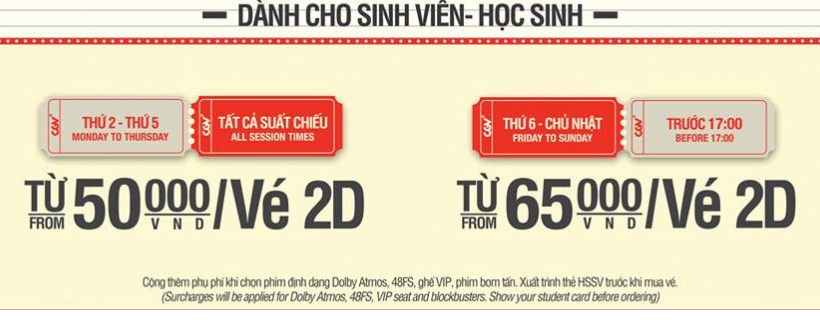 DÀNH CHO SINH VIÊN- HỌC SINH
CGV
THỨ 2 - THỨ 5
MONDAY TO THURSDAY
TẤT CẢ SUẤT CHIẾU
ALL SESSION TIMES
TỪ
FROM
50 000 VND/Vé 2D
CGV
THỨ 6 - CHỦ NHẬT
FRIDAY TO SUNDAY
CGV
TRƯỚC 17:00
BEFORE 17:00
TỪ
FROM
65 000 VND/Vé 2D
Cộng thêm phụ phí khi chọn phim định dạng Dolby Atmos, 48FS, ghế VIP, phim bom tấn. Xuất trình thẻ HSSV trước khi mua vé.
(Surcharges will be applied for Dolby Atmos, 48FS, VIP seat and blockbusters. Show your student card before ordering)